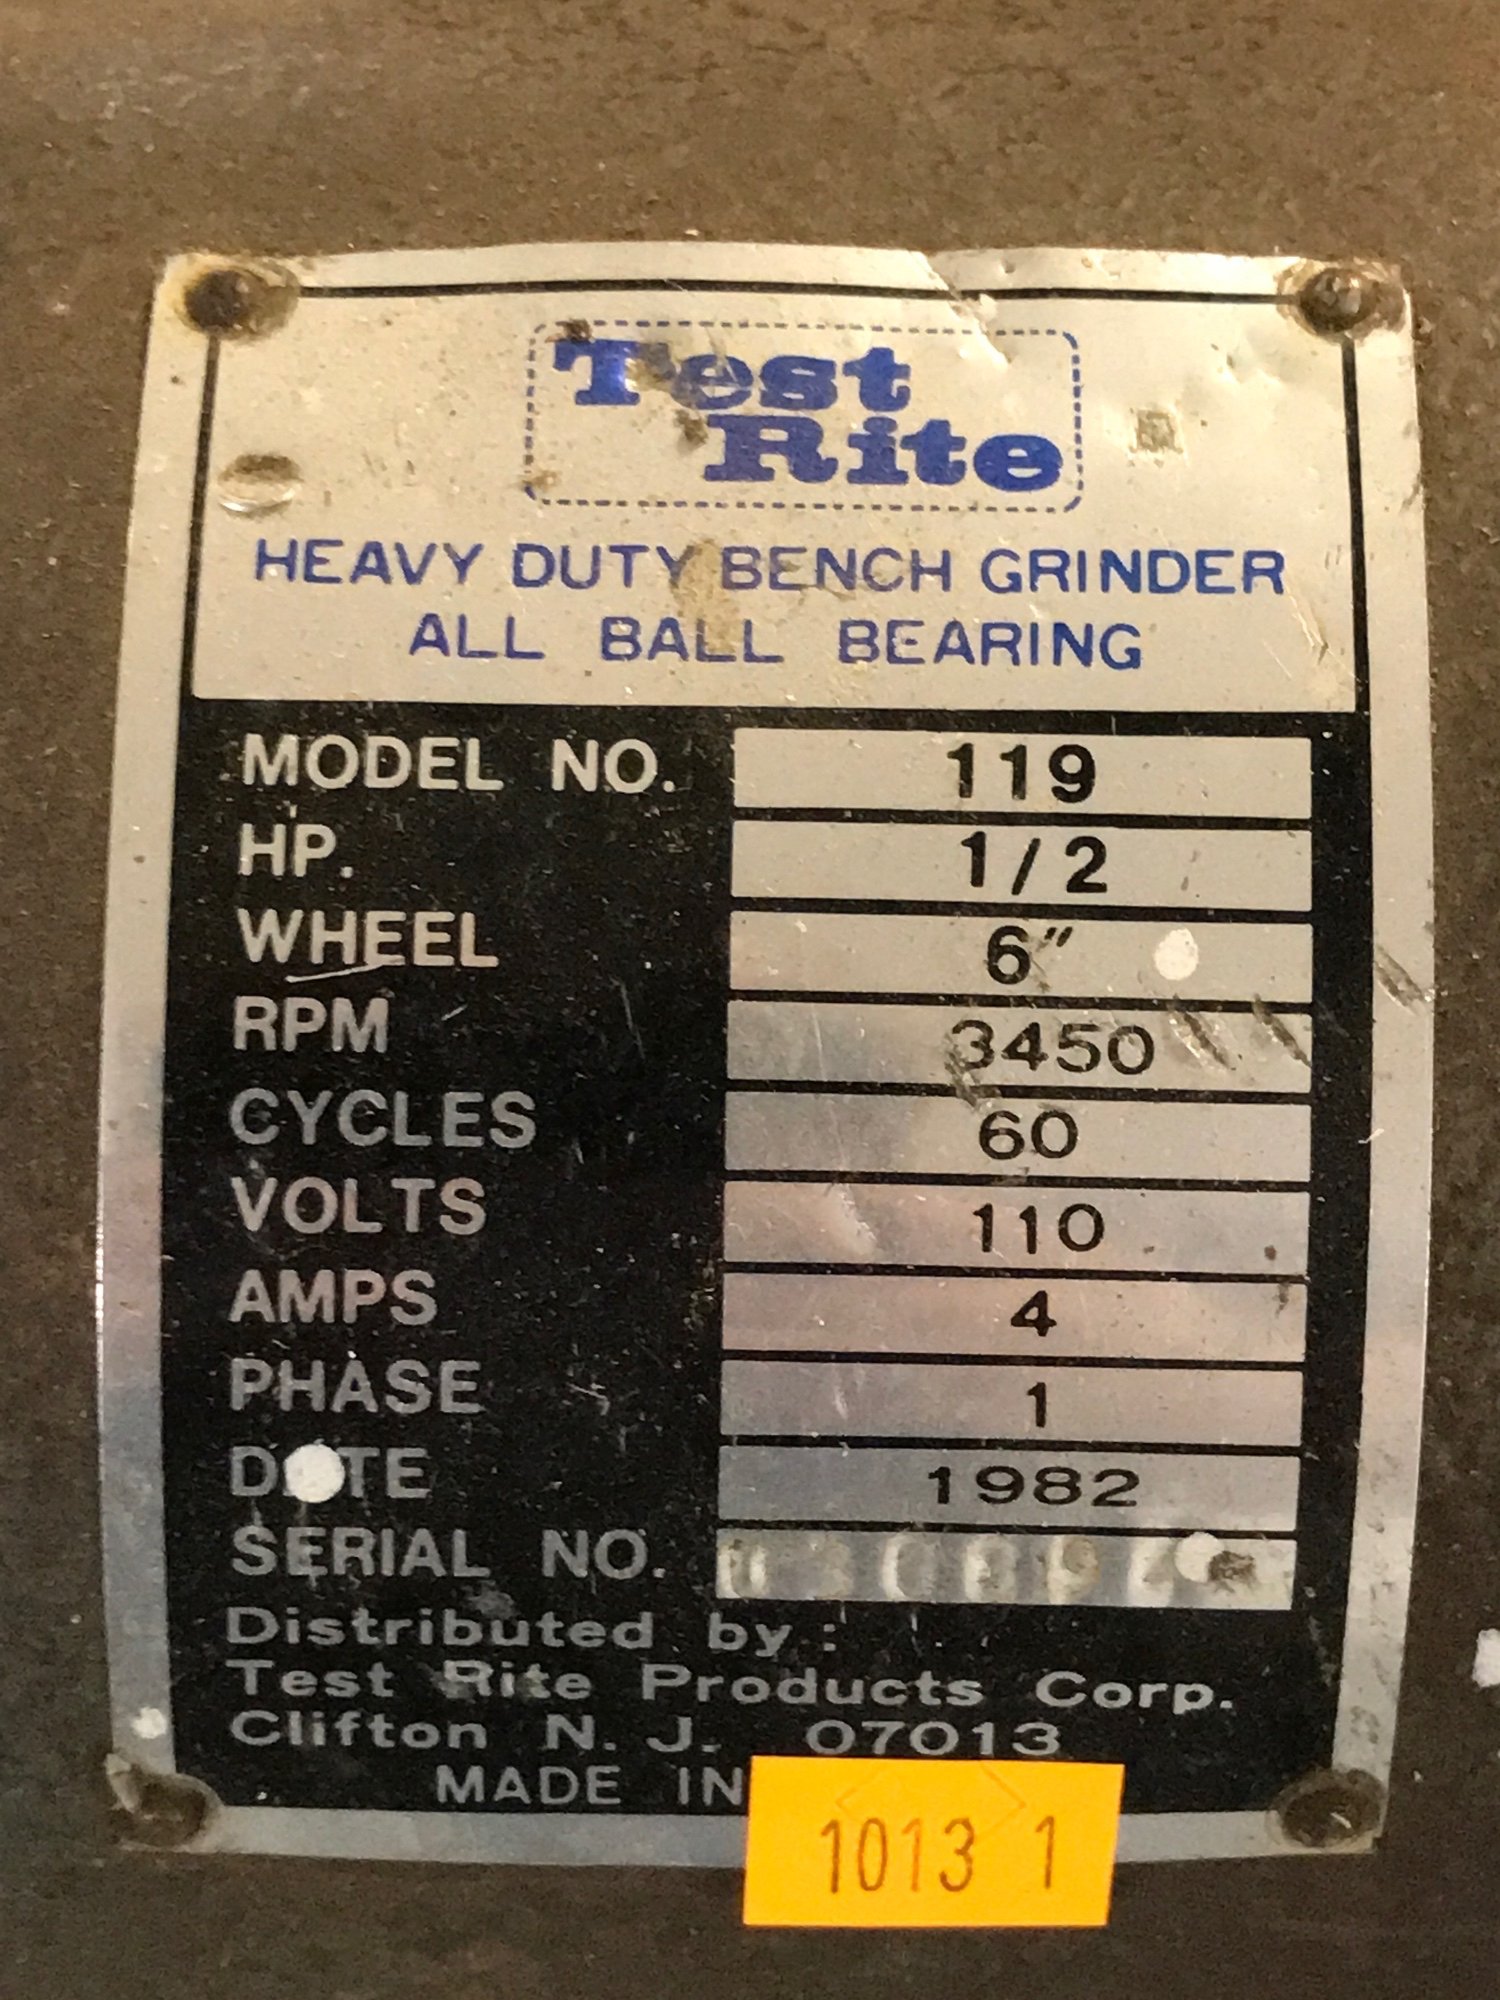 Test
Rite
HEAVY DUTY BENCH GRINDER
ALL BALL BEARING
MODEL NO. 119
HP. 1/2
WHEEL 6"
RPM 3450
CYCLES 60
VOLTS 110
AMPS 4
PHASE 1
DATE 1982
SERIAL NO.
Distributed by:
Test Rite Products Corp.
Clifton N. J. 07013
MADE IN
1013 1